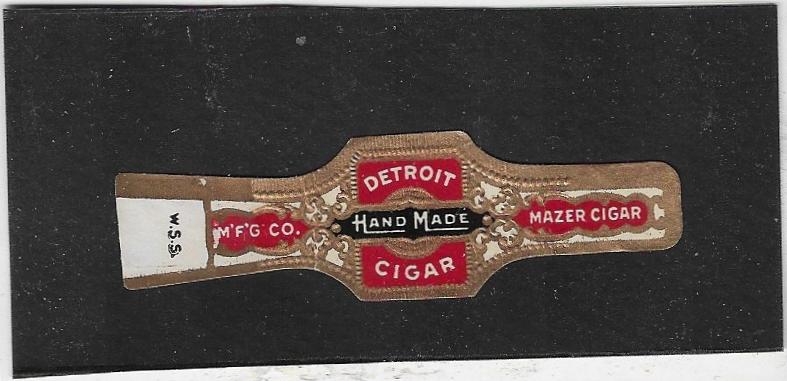 DETROIT
HAND MADE
CIGAR
W.S.S.
M'F'G CO.
MAZER CIGAR